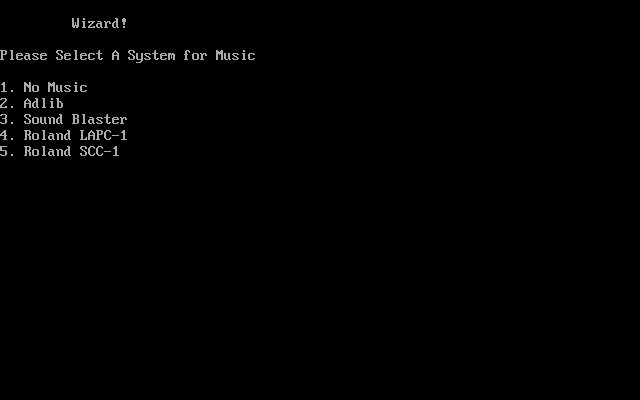 Wizard!
Please Select A System for Music
1. No Music
2. Adlib
3. Sound Blaster
4. Roland LAPC-1
5. Roland SCC-1